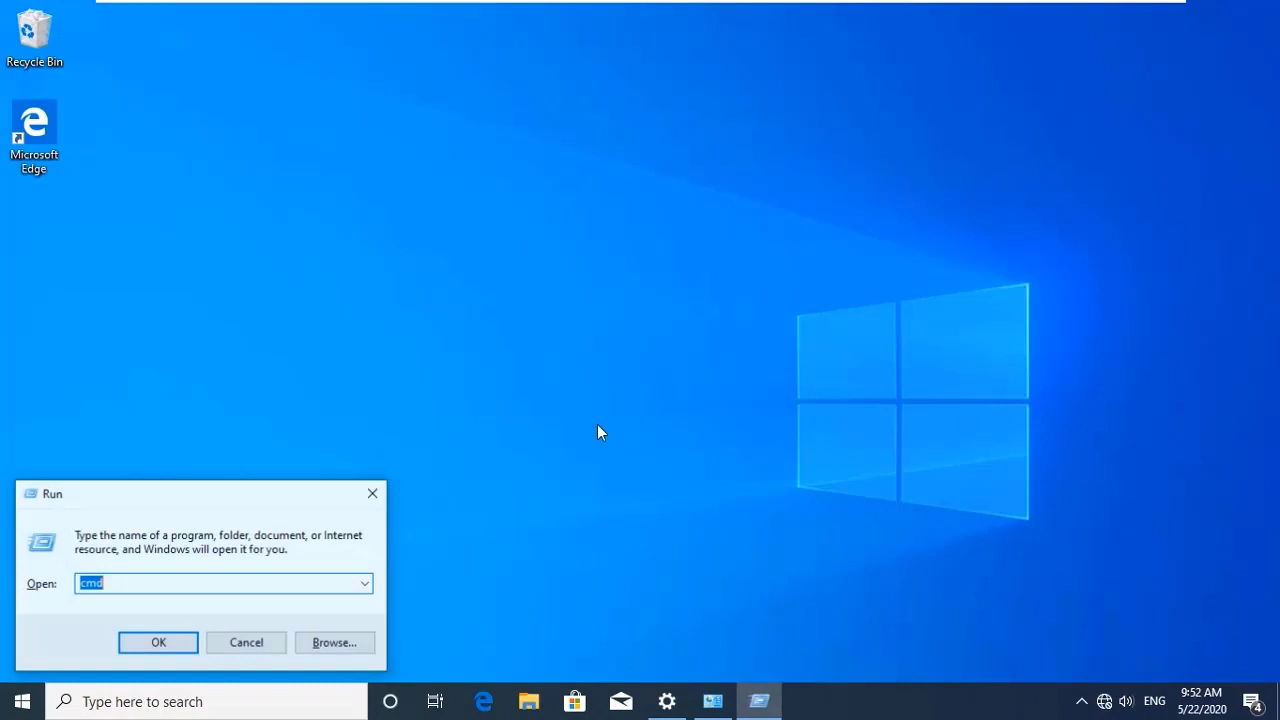 Recycle Bin
Microsoft
Edge
Run
Type the name of a program, folder, document, or Internet
resource, and Windows will open it for you.
Open:
cmd
OK
Cancel
Browse...
Type here to search
ENG
9:52 AM
5/22/2020
4